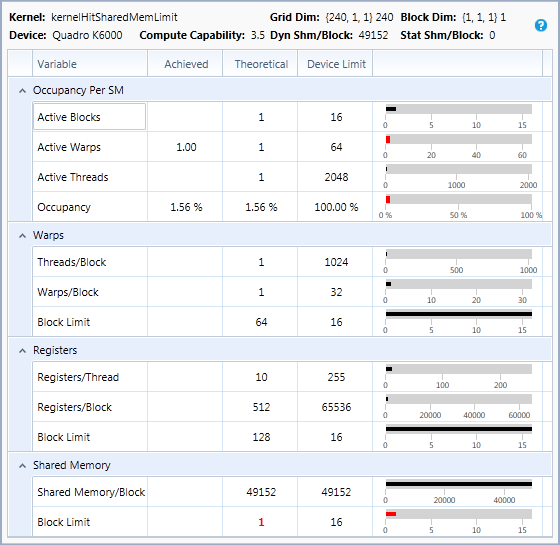 Kernel: kernelHitSharedMemLimit Grid Dim: {240, 1, 1} 240 Block Dim: {1, 1, 1} 1
Device: Quadro K6000 Compute Capability: 3.5 Dyn Shm/Block: 49152 Stat Shm/Block: 0 ?
Variable Achieved Theoretical Device Limit
Occupancy Per SM
Active Blocks 1 16
0 5 10 15
Active Warps 1.00 1 64
0 20 40 60
Active Threads 1 2048
0 1000 2000
Occupancy 1.56 % 1.56 % 100.00 %
0 % 50 % 100 %
Warps
Threads/Block 1 1024
0 500 1000
Warps/Block 1 32
0 10 20 30
Block Limit 64 16
0 5 10 15
Registers
Registers/Thread 10 255
0 100 200
Registers/Block 512 65536
0 20000 40000 60000
Block Limit 128 16
0 5 10 15
Shared Memory
Shared Memory/Block 49152 49152
0 20000 40000
Block Limit 1 16
0 5 10 15